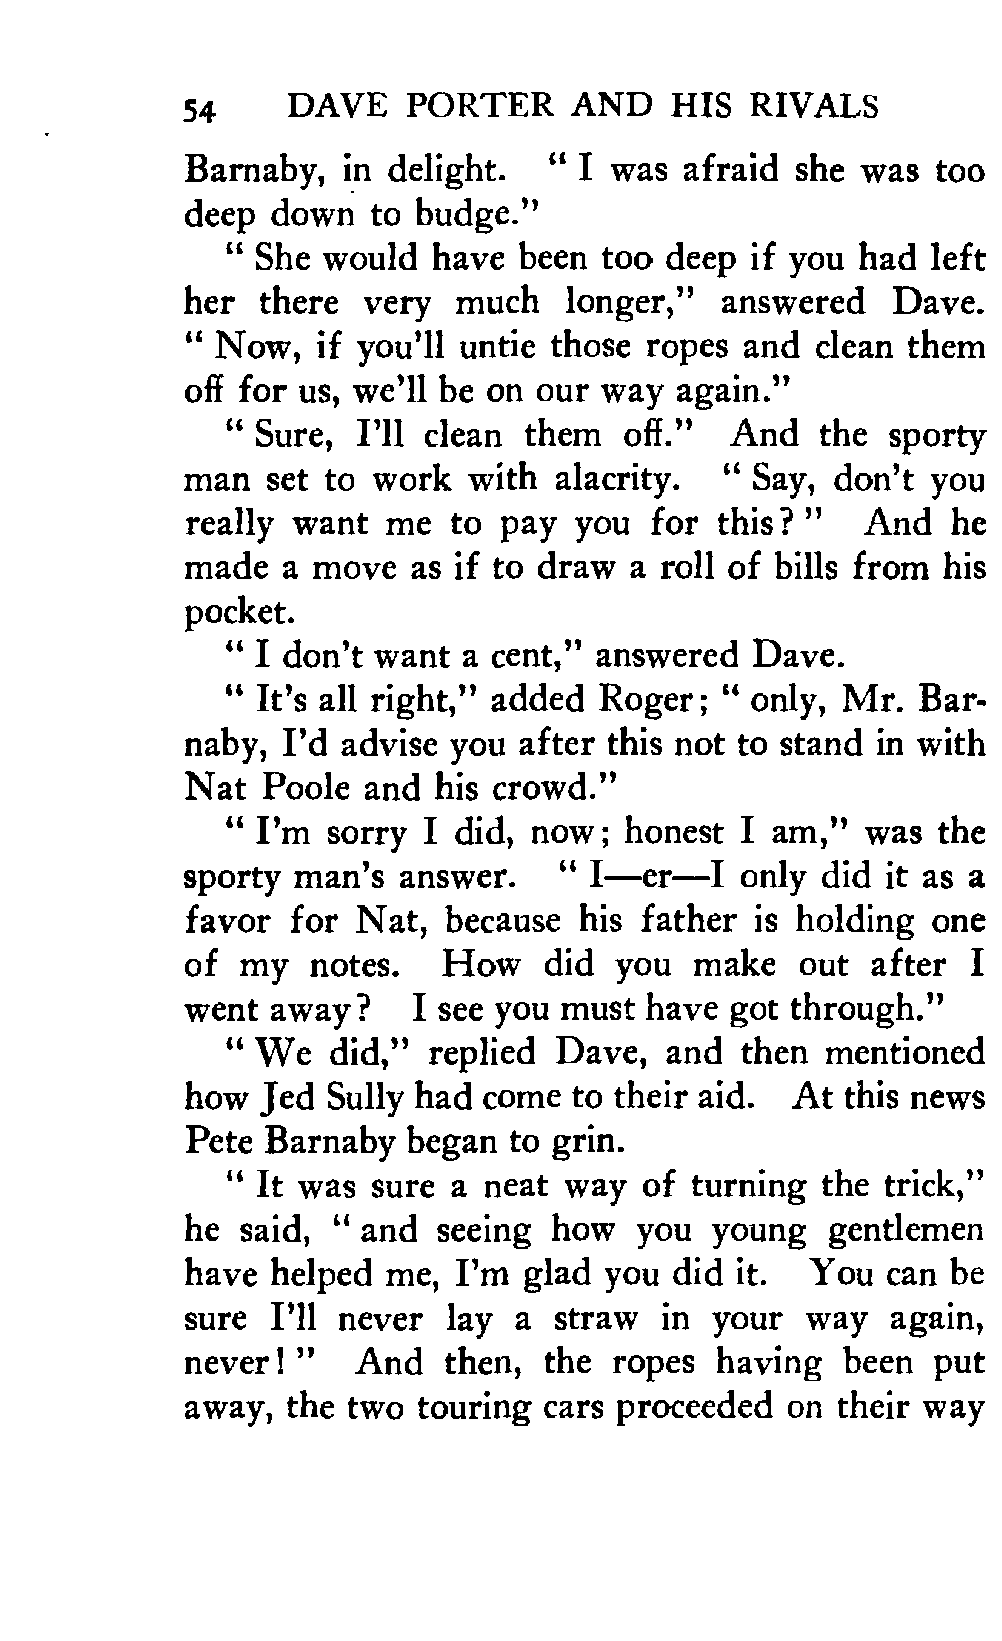 54 DAVE PORTER AND HIS RIVALS
Barnaby, in delight. " I was afraid she was too
deep down to budge."
" She would have been too deep if you had left
her there very much longer," answered Dave.
" Now, if you'll untie those ropes and clean them
off for us, we'll be on our way again."
" Sure, I'll clean them off." And the sporty
man set to work with alacrity. " Say, don't you
really want me to pay you for this? " And he
made a move as if to draw a roll of bills from his
pocket.
" I don't want a cent," answered Dave.
" It's all right," added Roger; " only, Mr. Bar-
naby, I'd advise you after this not to stand in with
Nat Poole and his crowd."
" I'm sorry I did, now; honest I am," was the
sporty man's answer. " I—er—I only did it as a
favor for Nat, because his father is holding one
of my notes. How did you make out after I
went away? I see you must have got through."
" We did," replied Dave, and then mentioned
how Jed Sully had come to their aid. At this news
Pete Barnaby began to grin.
" It was sure a neat way of turning the trick,"
he said, " and seeing how you young gentlemen
have helped me, I'm glad you did it. You can be
sure I'll never lay a straw in your way again,
never! " And then, the ropes having been put
away, the two touring cars proceeded on their way